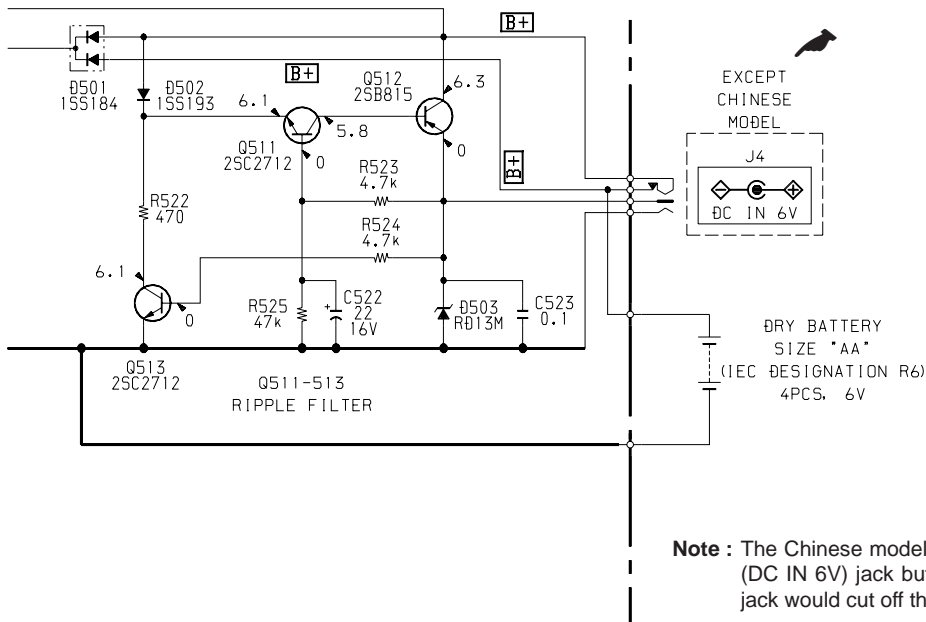 B+
D501
1SS184
D502
1SS193
B+
Q512
2SB815
6.3
6.1
5.8
Q511
2SC2712
0
0
R523
4.7k
B+
R522
470
R524
4.7k
6.1
0
R525
47k
+
C522
22
16V
D503
RD13M
C523
0.1
Q513
2SC2712
Q511-513
RIPPLE FILTER
EXCEPT
CHINESE
MODEL
J4
DC IN 6V
DRY BATTERY
SIZE "AA"
(IEC DESIGNATION R6)
4PCS, 6V
Note : The Chinese model
(DC IN 6V) jack but
jack would cut off th